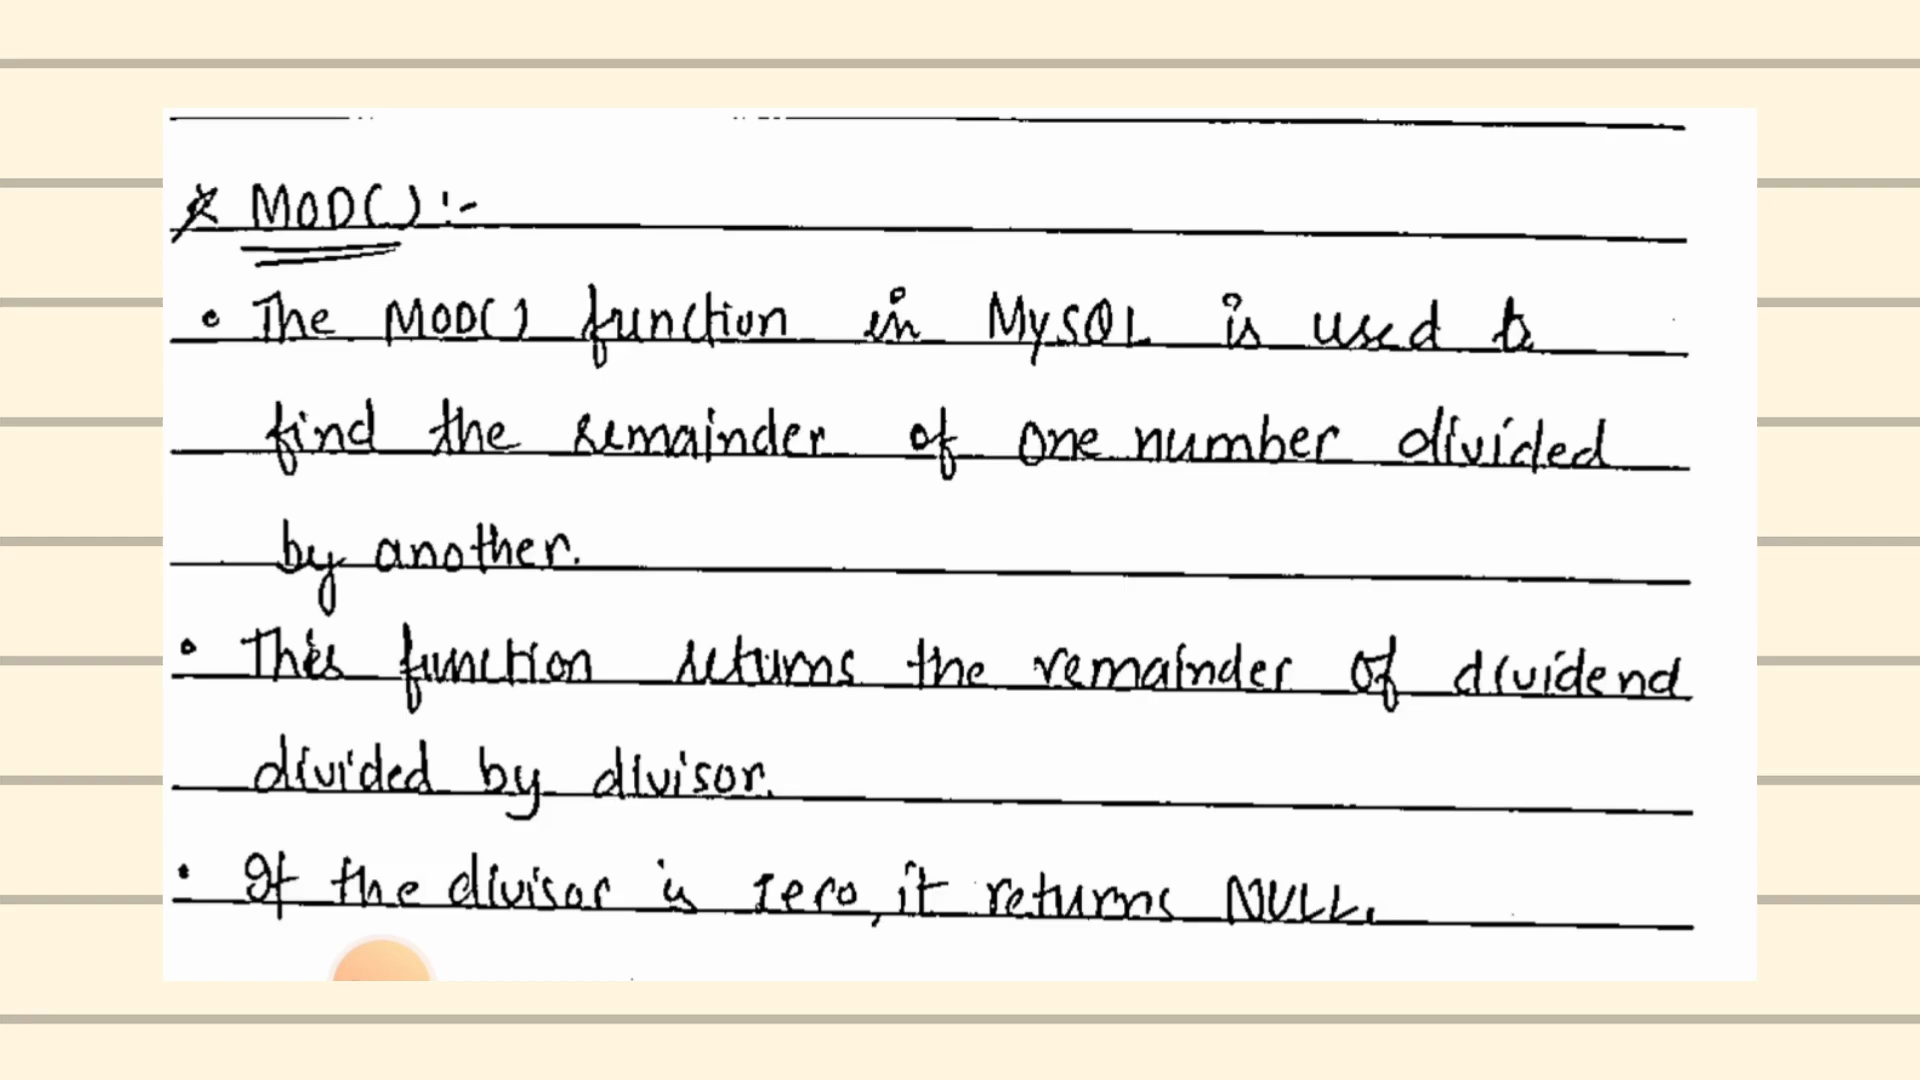 * MOD() :-
• The MOD() function in MySQL is used to
find the remainder of one number divided
by another.
• This function returns the remainder of dividend
divided by divisor.
• If the divisor is zero, it returns NULL.